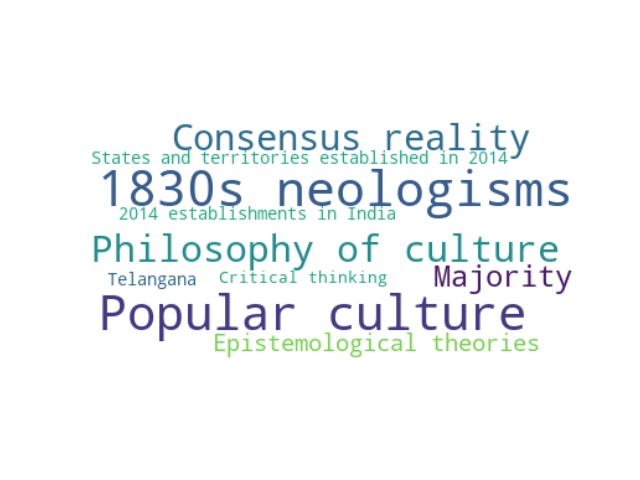 Consensus reality
States and territories established in 2014
1830s neologisms
2014 establishments in India
Philosophy of culture
Telangana Critical thinking Majority
Popular culture
Epistemological theories